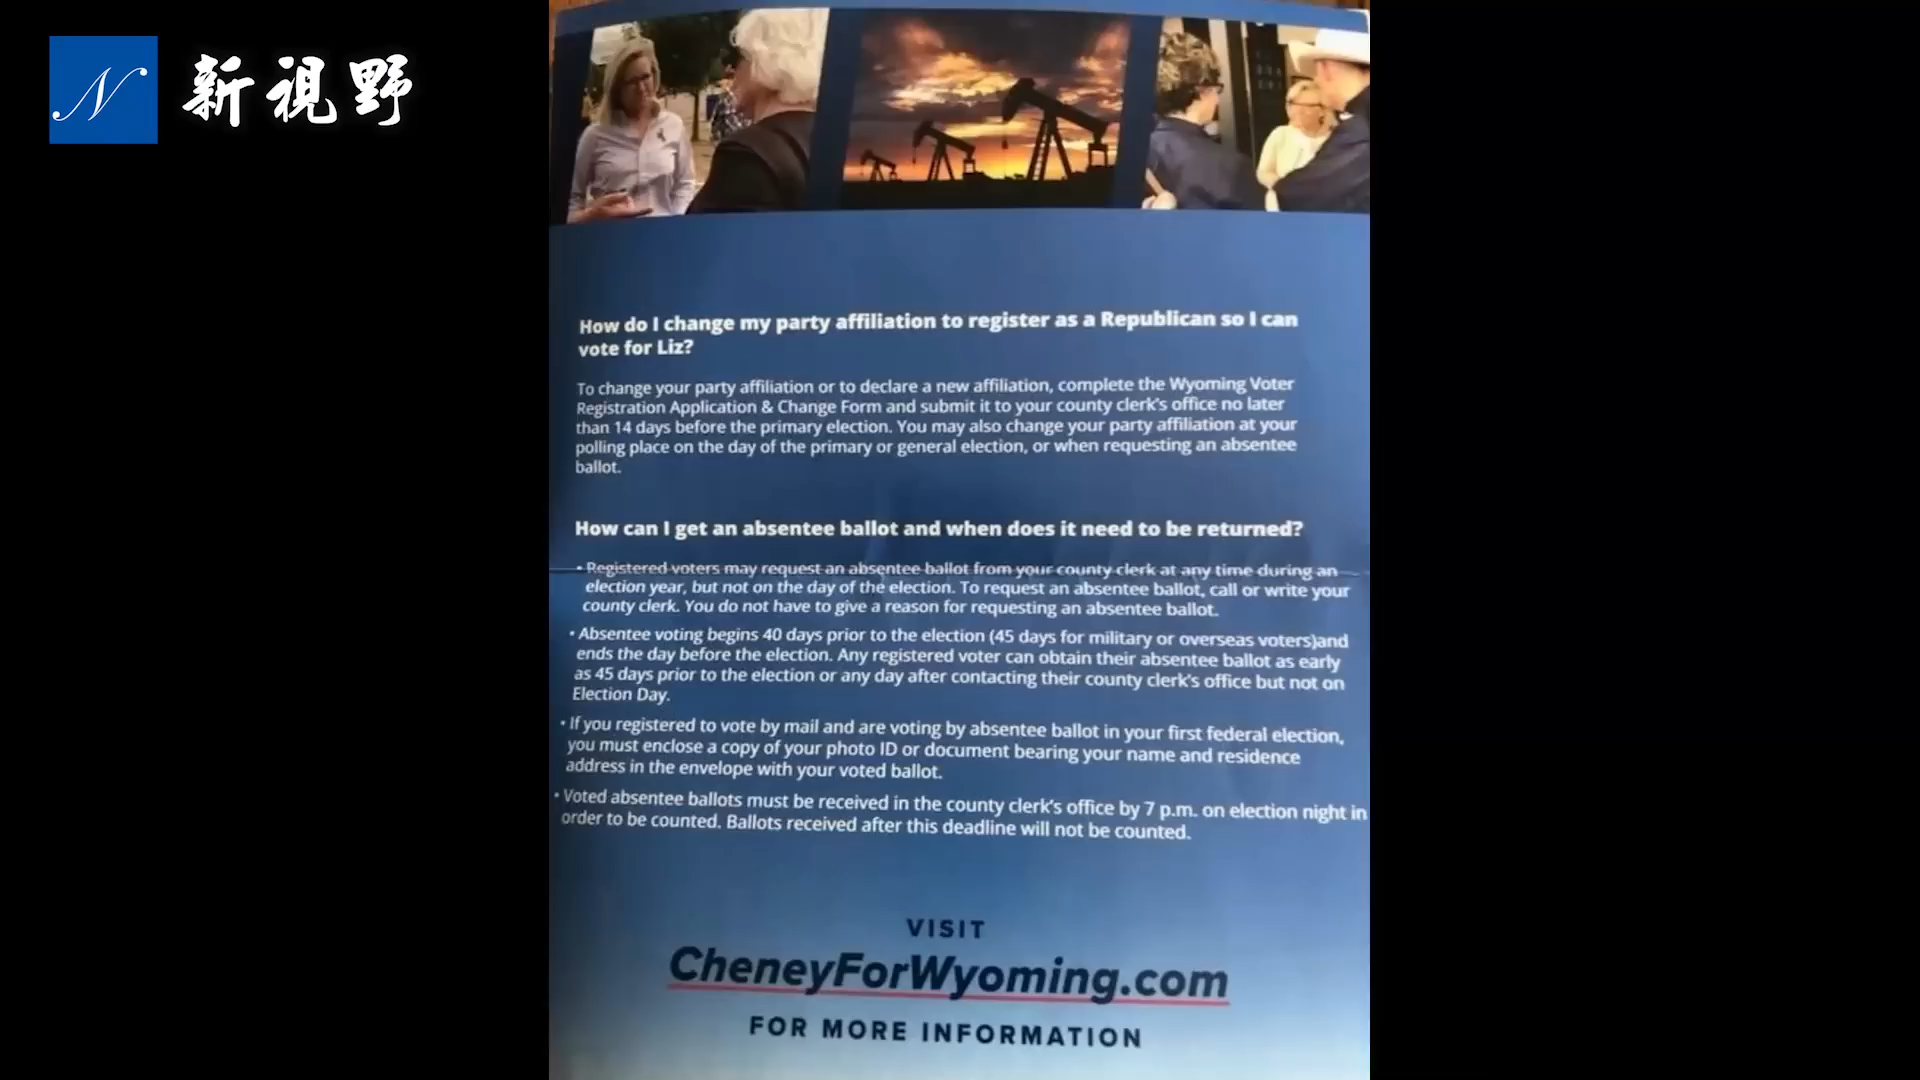 N 新視野
How do I change my party affiliation to register as a Republican so I can
vote for Liz?
To change your party affiliation or to declare a new affiliation, complete the Wyoming Voter
Registration Application & Change Form and submit it to your county clerk's office no later
than 14 days before the primary election. You may also change your party affiliation at your
polling place on the day of the primary or general election, or when requesting an absentee
ballot.
How can I get an absentee ballot and when does it need to be returned?
• Registered voters may request an absentee ballot from your county clerk at any time during an
election year, but not on the day of the election. To request an absentee ballot, call or write your
county clerk. You do not have to give a reason for requesting an absentee ballot.
• Absentee voting begins 40 days prior to the election (45 days for military or overseas voters)and
ends the day before the election. Any registered voter can obtain their absentee ballot as early
as 45 days prior to the election or any day after contacting their county clerk's office but not on
Election Day.
• If you registered to vote by mail and are voting by absentee ballot in your first federal election,
you must enclose a copy of your photo ID or document bearing your name and residence
address in the envelope with your voted ballot.
• Voted absentee ballots must be received in the county clerk's office by 7 p.m. on election night in
order to be counted. Ballots received after this deadline will not be counted.
VISIT
CheneyForWyoming.com
FOR MORE INFORMATION